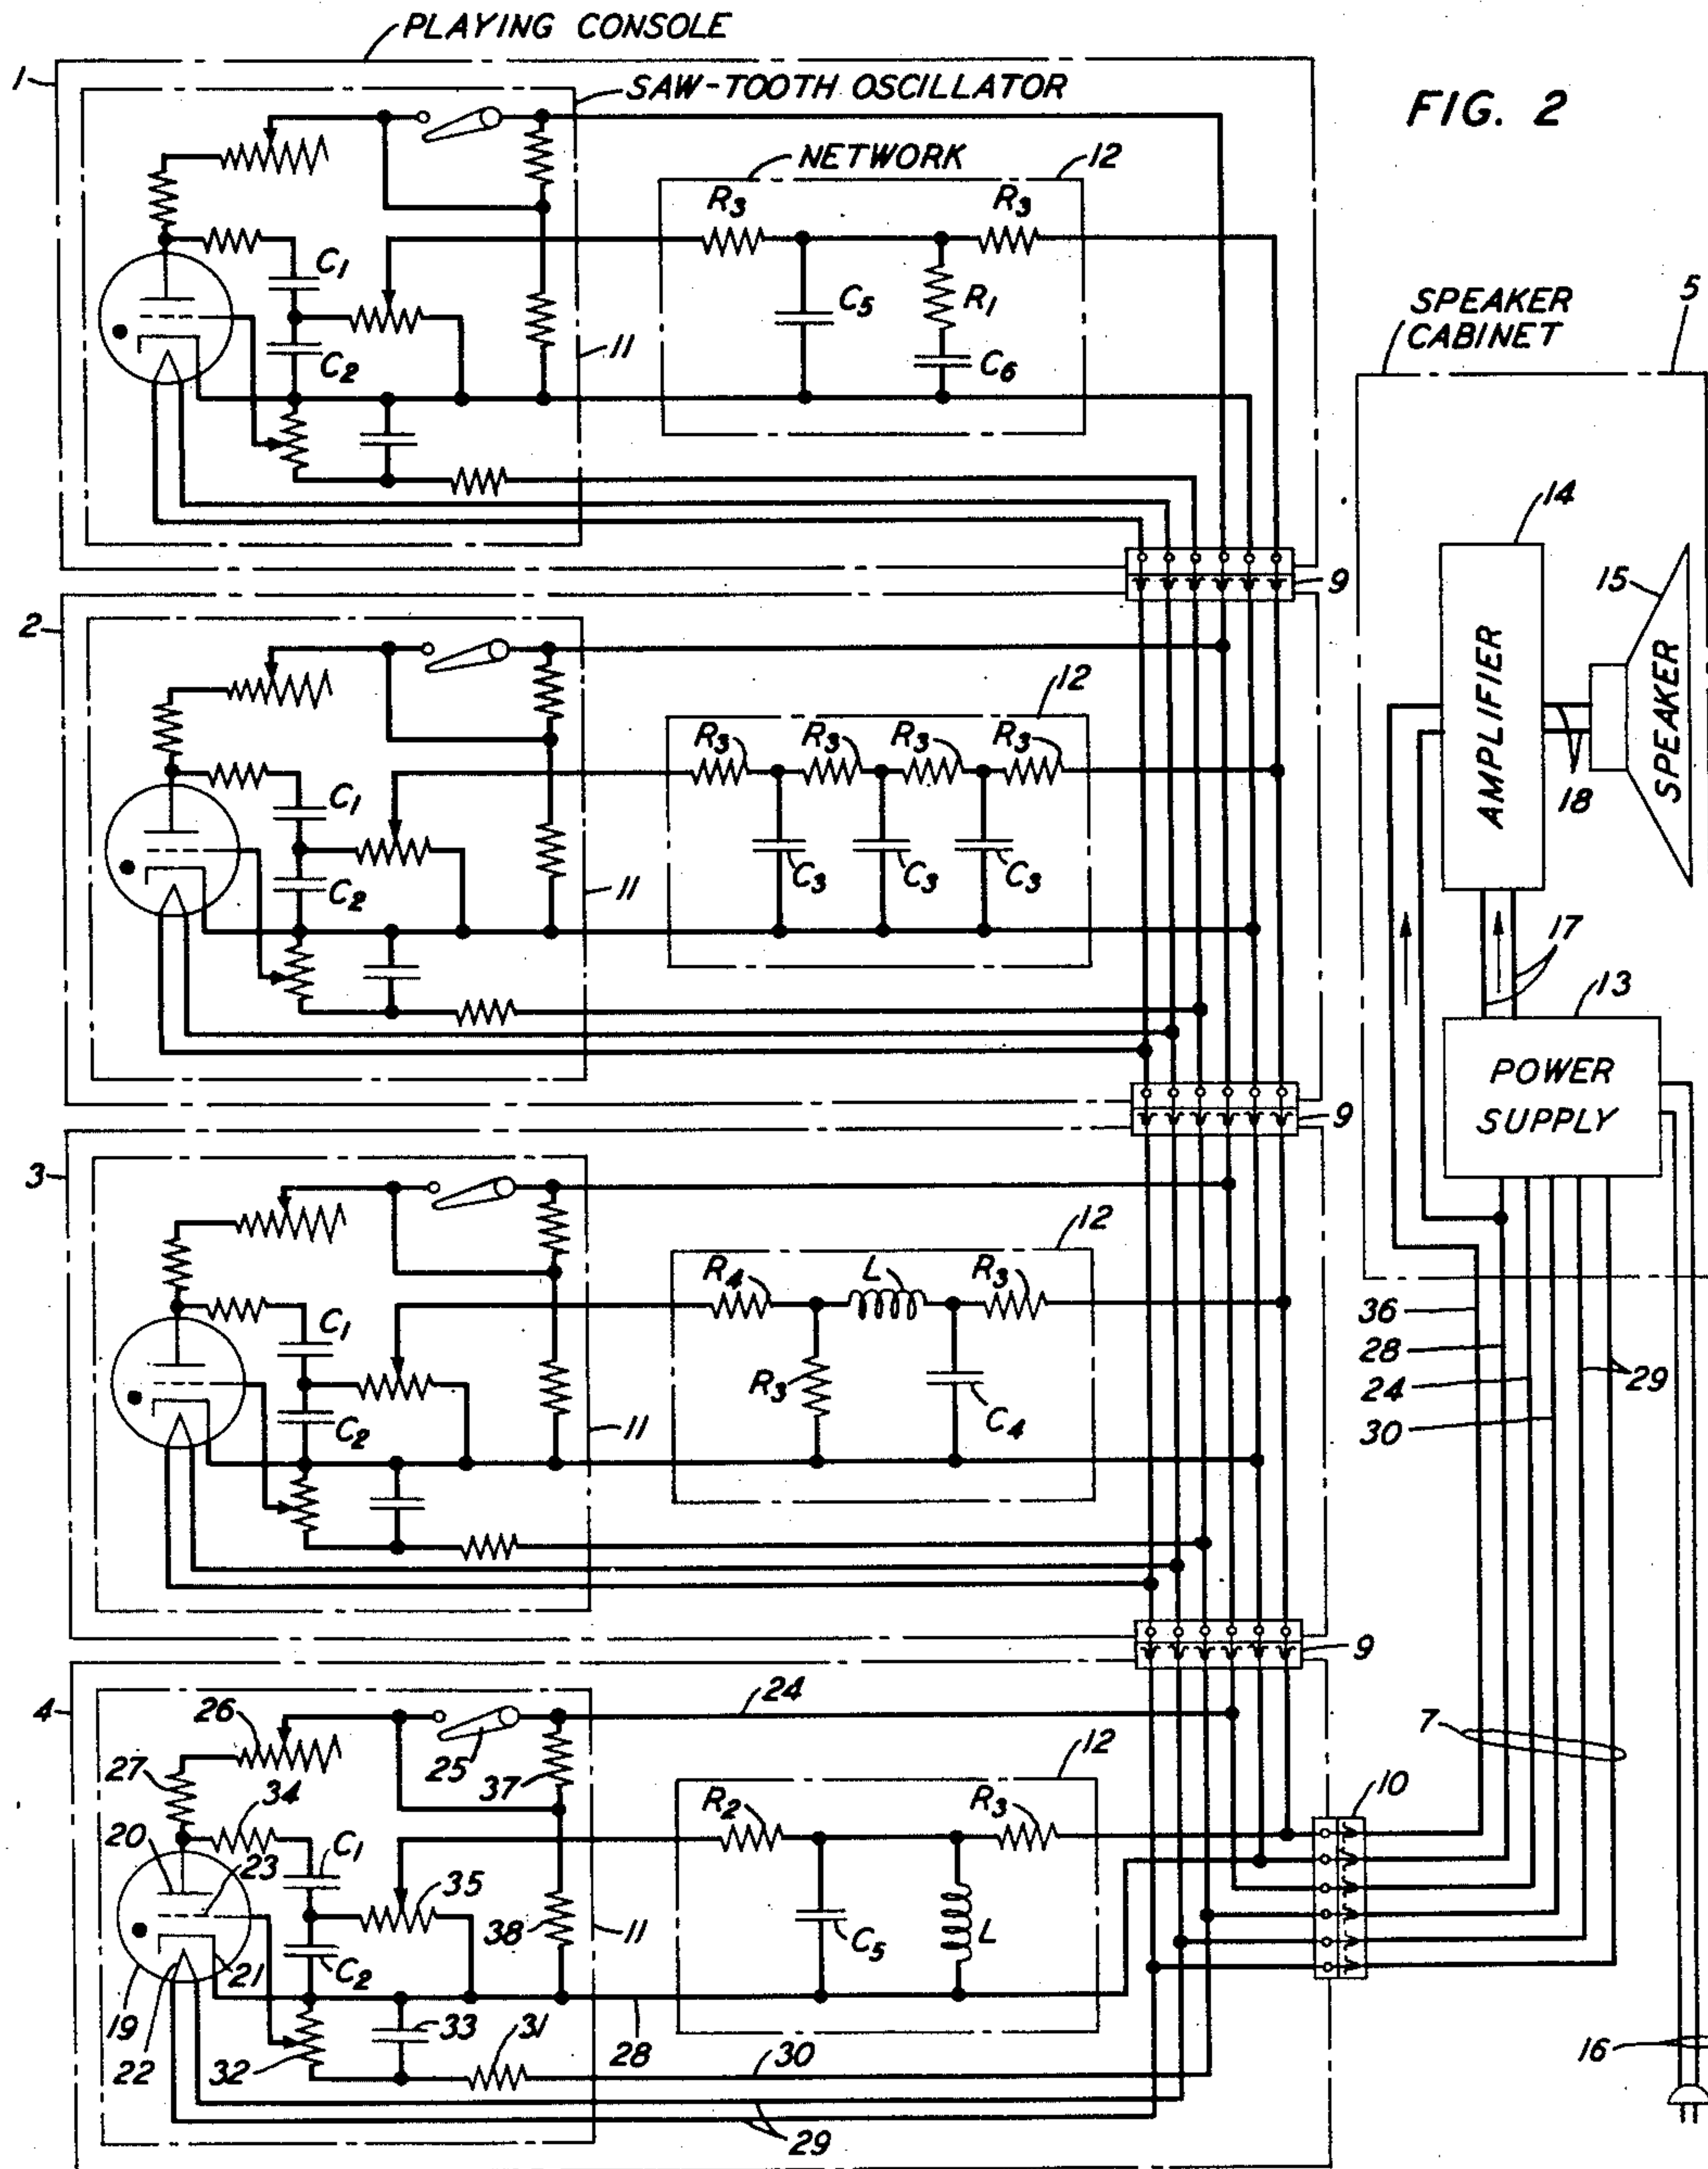 FIG. 2
PLAYING CONSOLE
1
SAW-TOOTH OSCILLATOR
NETWORK
12
R3
R3
C1
C5
R1
C2
C6
11
9
2
12
R3
R3
R3
R3
C1
C3
C3
C3
C2
11
9
3
12
R4
L
R3
C1
R3
C4
C2
11
9
4
26
25
24
27
34
37
12
R2
R3
20
23
C1
35
38
11
C5
L
C2
21
19
22
32
33
31
28
30
29
10
7
SPEAKER
CABINET
5
14
AMPLIFIER
15
SPEAKER
18
17
13
POWER
SUPPLY
36
28
24
30
29
16